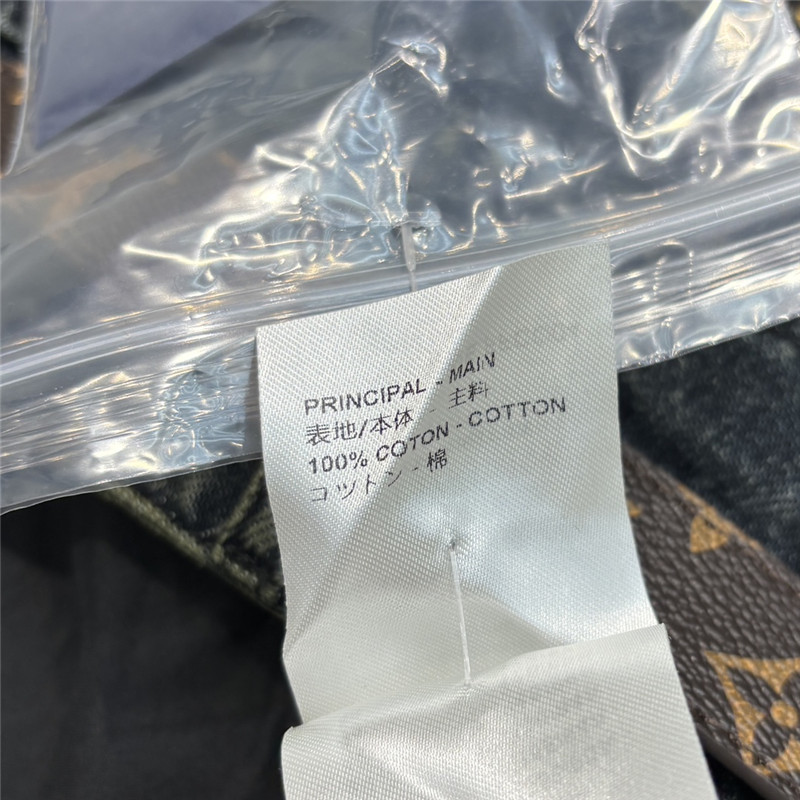 PRINCIPAL - MAIN
表地/本体 - 主料
100% COTON - COTTON
コットン - 棉